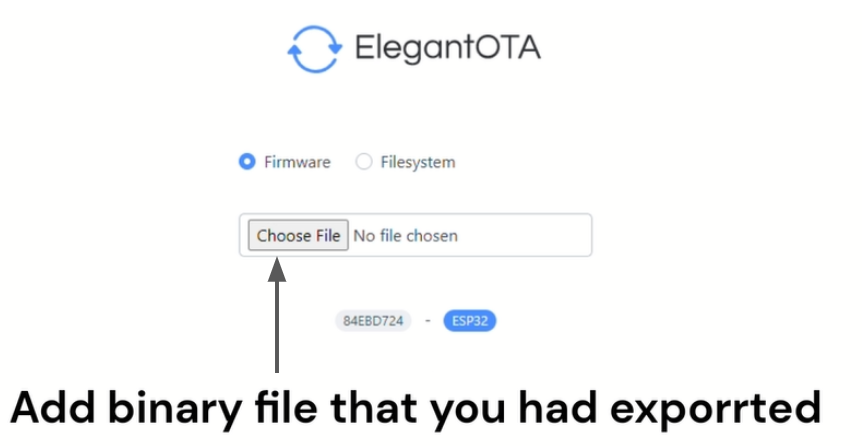 ElegantOTA
Firmware Filesystem
Choose File No file chosen
84EBD724 - ESP32
Add binary file that you had exporrted